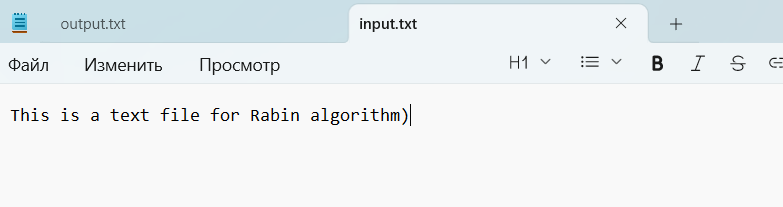 output.txt input.txt
Файл Изменить Просмотр H1 B I S
This is a text file for Rabin algorithm)